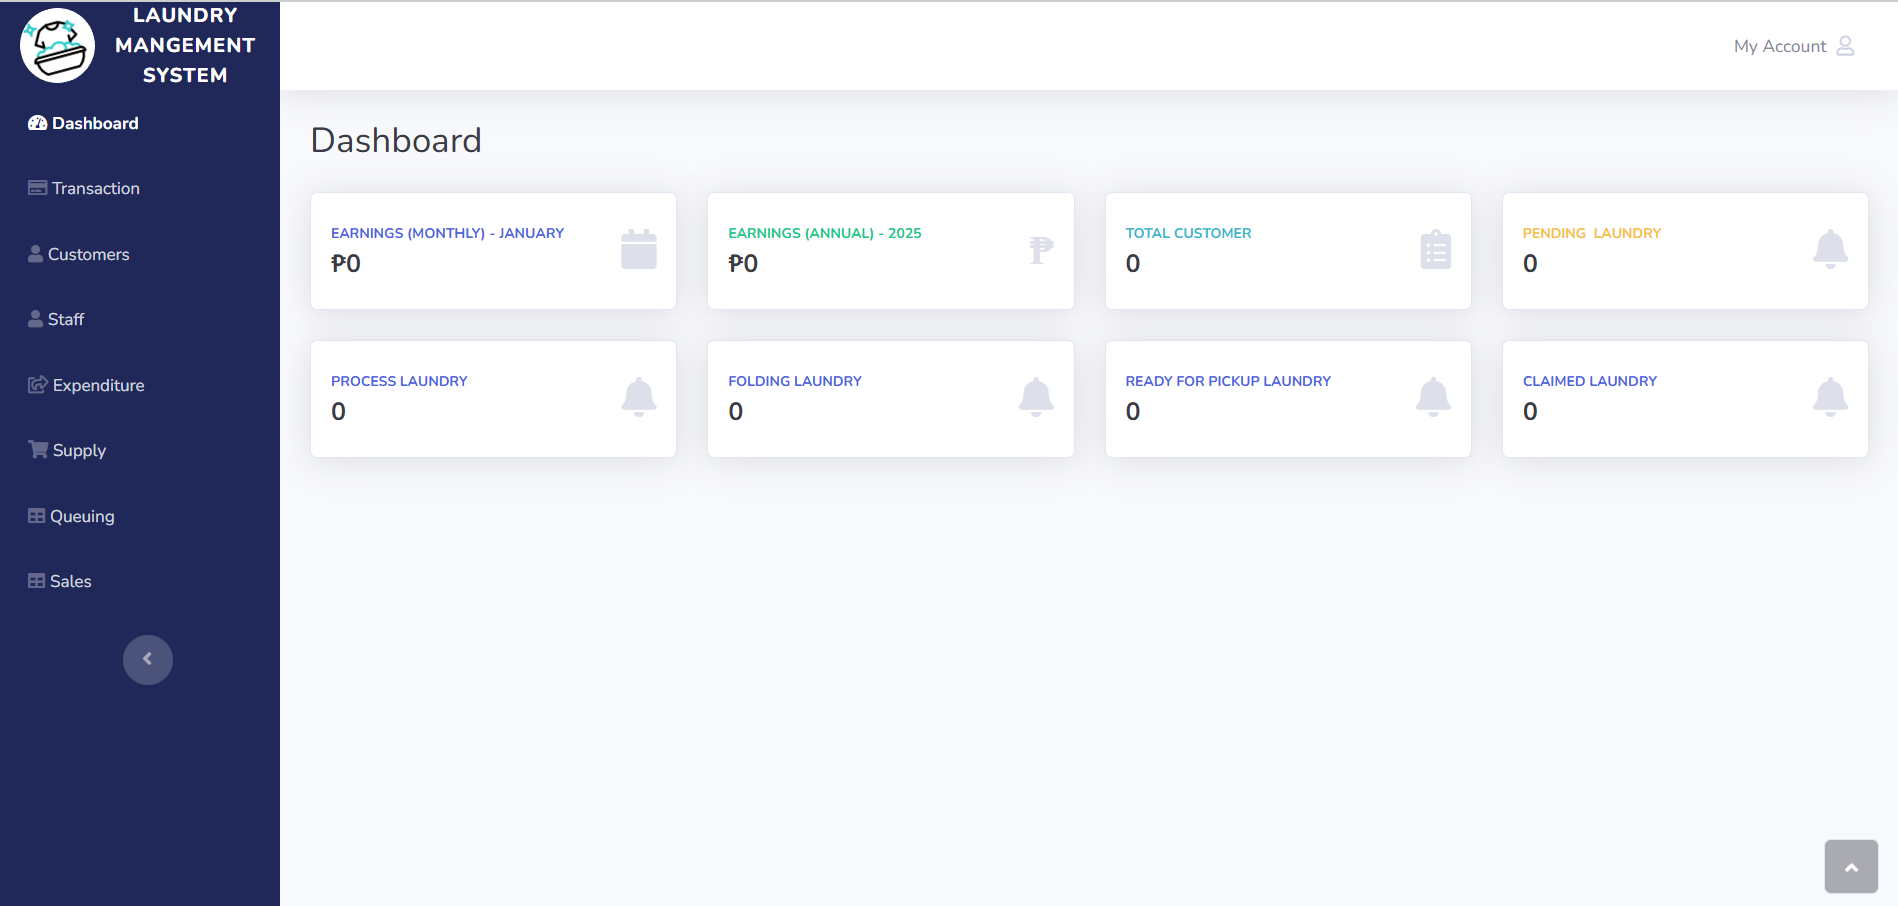 LAUNDRY
MANGEMENT
SYSTEM
My Account
Dashboard
Transaction
Customers
Staff
Expenditure
Supply
Queuing
Sales
Dashboard
EARNINGS (MONTHLY) - JANUARY
₱0
EARNINGS (ANNUAL) - 2025
₱0
₱
TOTAL CUSTOMER
0
PENDING  LAUNDRY
0
PROCESS LAUNDRY
0
FOLDING LAUNDRY
0
READY FOR PICKUP LAUNDRY
0
CLAIMED LAUNDRY
0